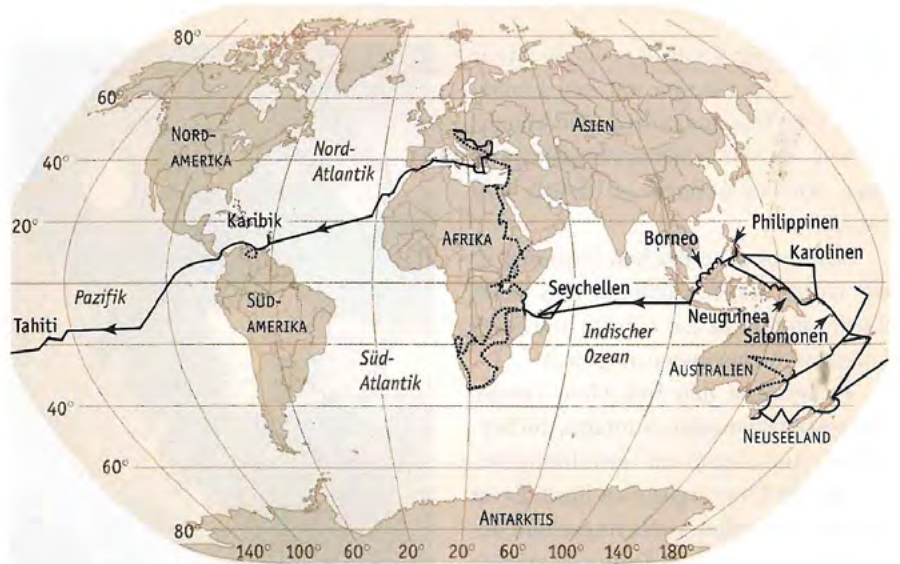 80°
60°
NORD-
AMERIKA
Nord-
Atlantik
ASIEN
40°
20°
Karibik
AFRIKA
Philippinen
Borneo
Karolinen
Pazifik
SÜD-
AMERIKA
Seychellen
Neuguinea
Salomonen
Tahiti
Indischer
Ozean
Süd-
Atlantik
AUSTRALIEN
40°
NEUSEELAND
60°
ANTARKTIS
80°
140° 100° 60° 20° 20° 60° 100° 140° 180°